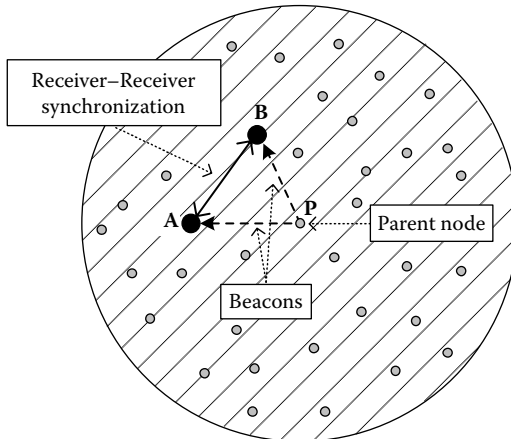 Receiver–Receiver
synchronization
B
P
A
Parent node
Beacons